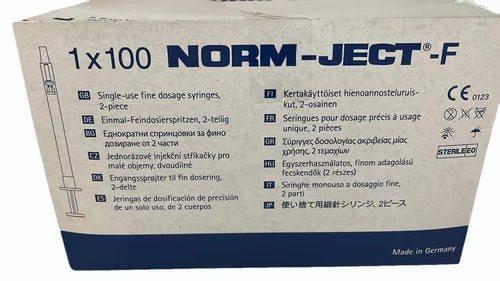 1 x 100 NORM-JECT®-F
GB Single-use fine dosage syringes,
2-piece
DE Einmal-Feindosierspritzen, 2-teilig
BG Еднократни спринцовки за фино
дозиране от 2 части
CZ Jednorázové injekční stříkačky pro
malé objemy, dvoudílné
DK Engangssprøjter til fin dosering,
2-delte
ES Jeringas de dosificación de precisión
de un solo uso, de 2 cuerpos
FI Kertakäyttöiset hienoannosteluruis-
kut, 2-osainen
FR Seringues pour dosage précis à usage
unique, 2 pièces
GR Σύριγγες δοσολογίας ακριβείας μίας
χρήσης, 2 τεμαχίων
HU Egyszerhasználatos, finom adagolású
fecskendők (2 részes)
IT Siringhe monouso a dosaggio fine,
2 parti
JP 使い捨て用細針シリンジ、2ピース
CE 0123
STERILE EO
Made in Germany